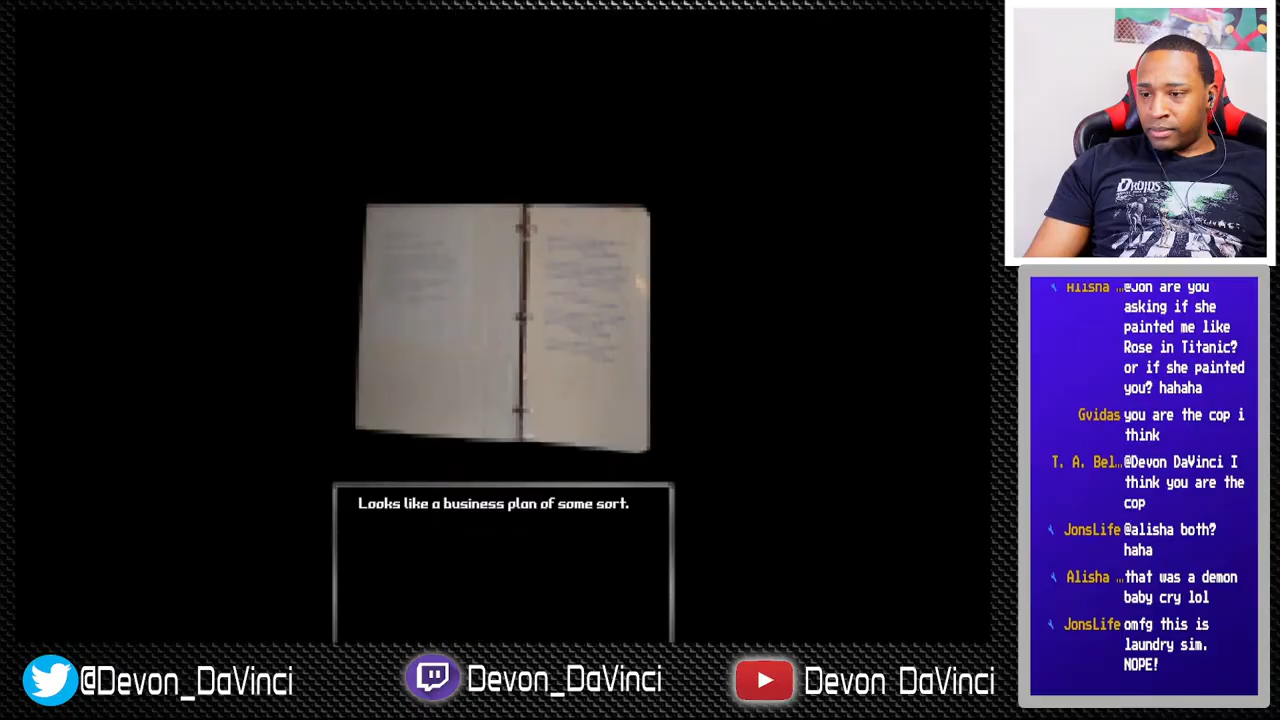 Looks like a business plan of some sort.
DROIDS
@Jon are you
asking if she
painted me like
Rose in Titanic?
or if she painted
you? hahaha
Gvidas you are the cop i
think
T. A. Bel... @Devon DaVinci I
think you are the
cop
JonsLife @alisha both?
haha
Alisha ... that was a demon
baby cry lol
JonsLife omfg this is
laundry sim.
NOPE!
@Devon_DaVinci
Devon_DaVinci
Devon DaVinci